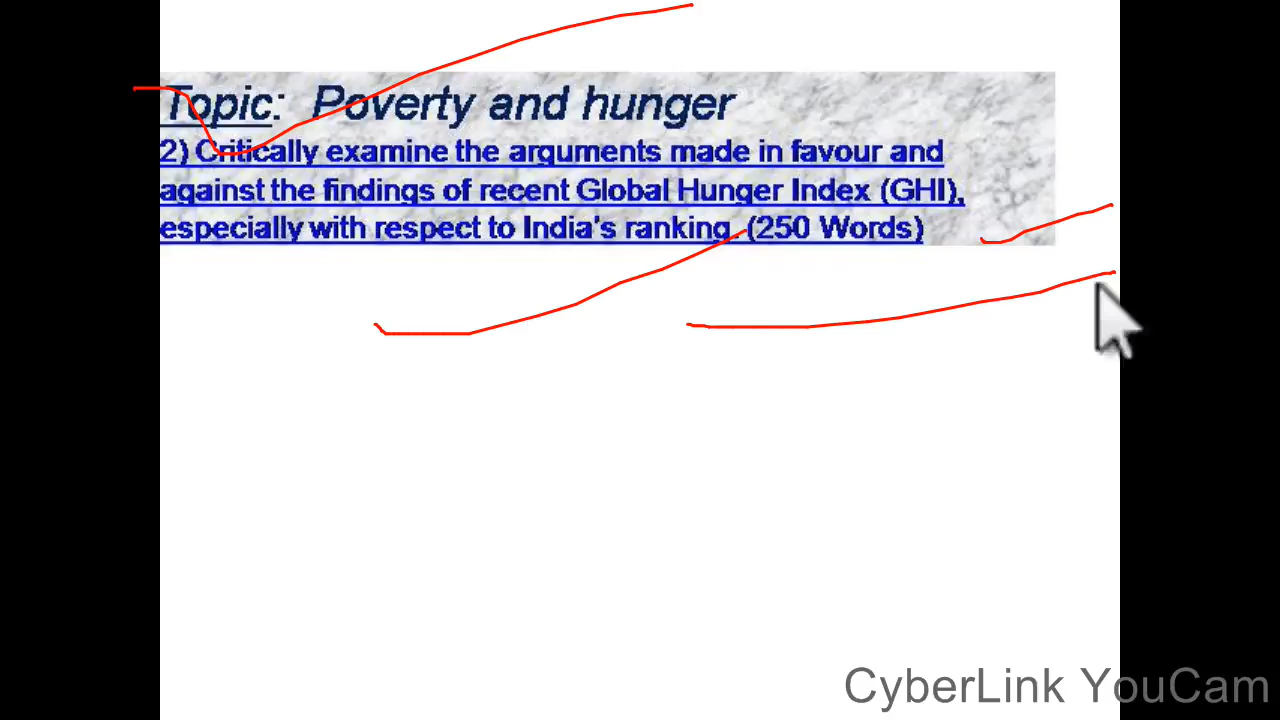 Topic: Poverty and hunger
2) Critically examine the arguments made in favour and
against the findings of recent Global Hunger Index (GHI),
especially with respect to India's ranking. (250 Words)
CyberLink YouCam